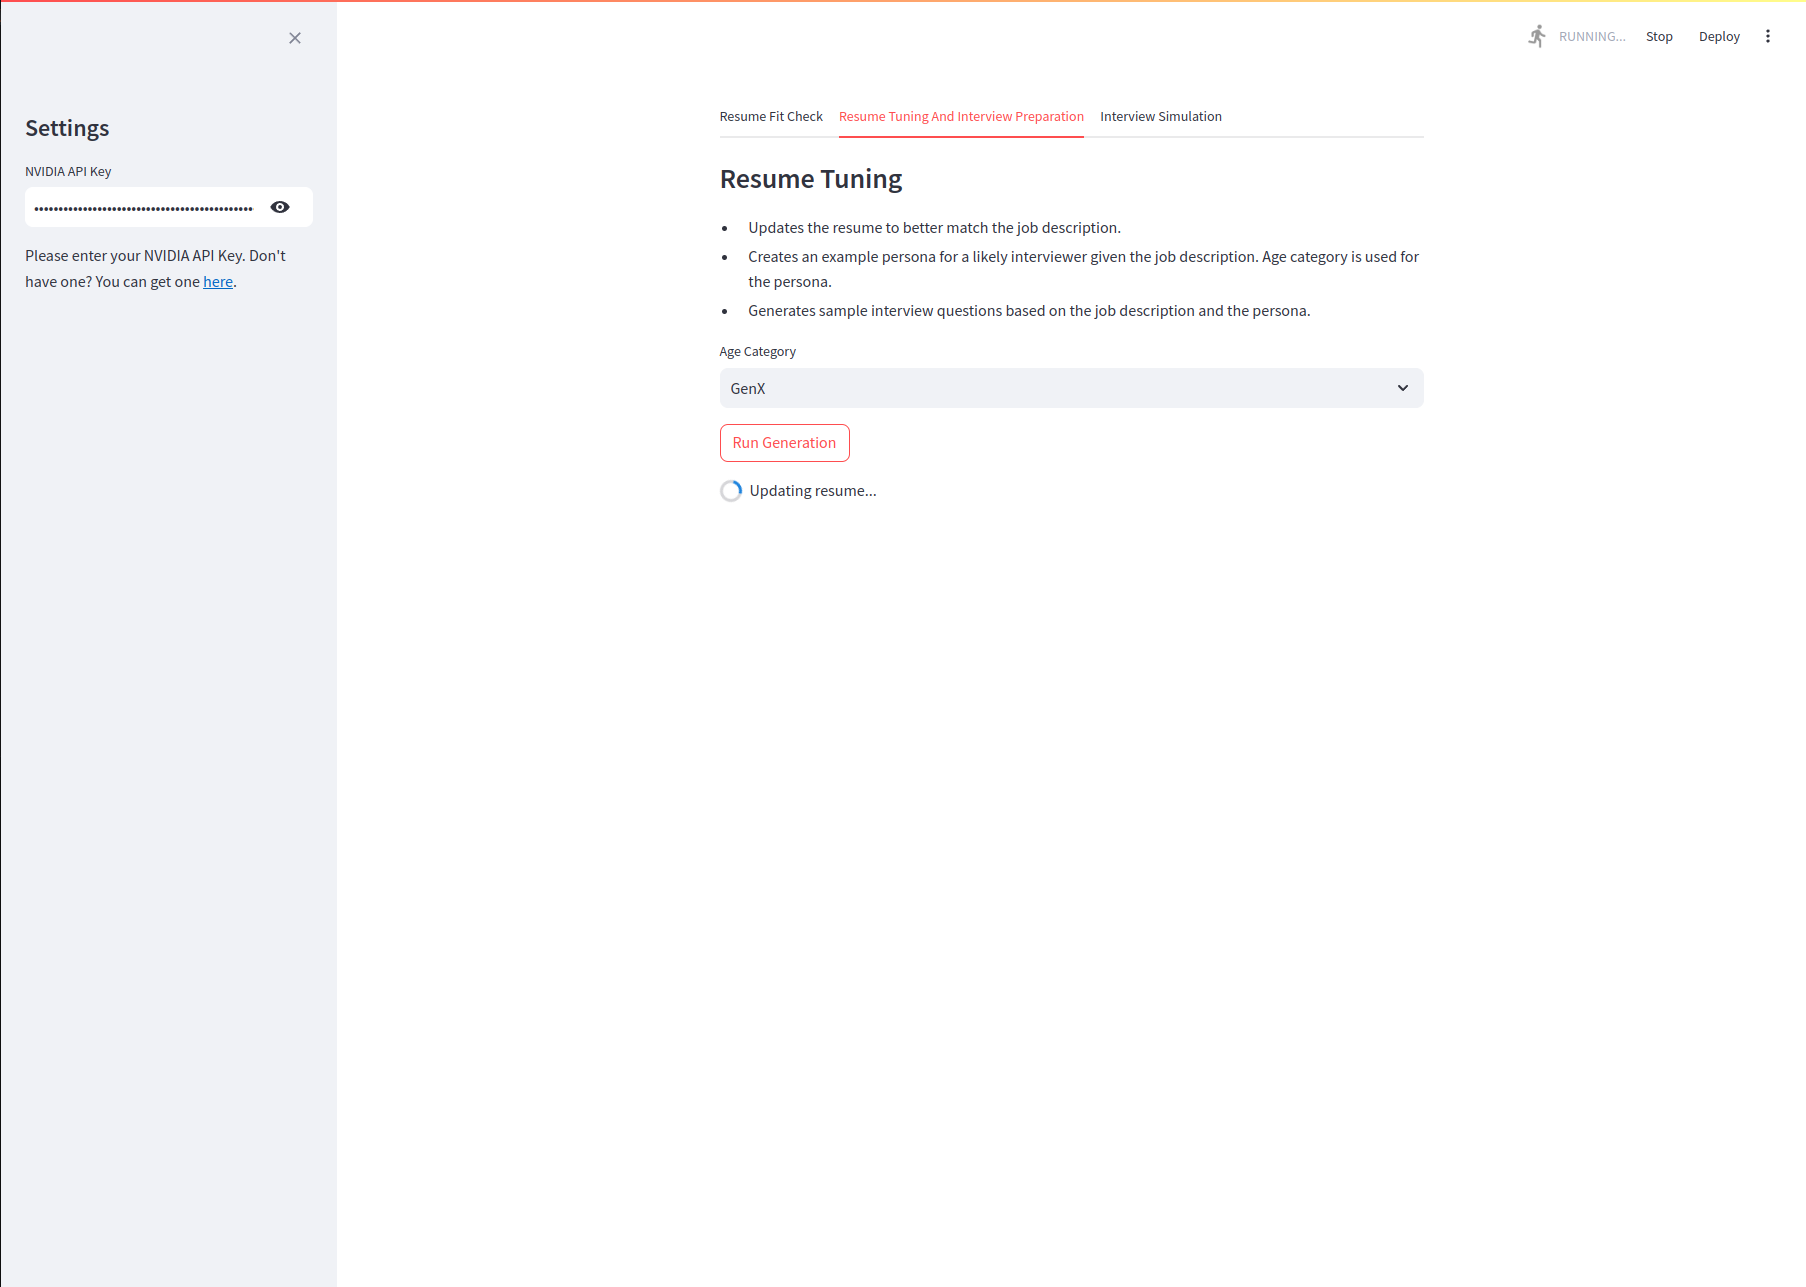 RUNNING...
Stop
Deploy
Settings
NVIDIA API Key
Please enter your NVIDIA API Key. Don't
have one? You can get one here.
Resume Fit Check
Resume Tuning And Interview Preparation
Interview Simulation
Resume Tuning
Updates the resume to better match the job description.
Creates an example persona for a likely interviewer given the job description. Age category is used for
the persona.
Generates sample interview questions based on the job description and the persona.
Age Category
GenX
Run Generation
Updating resume...